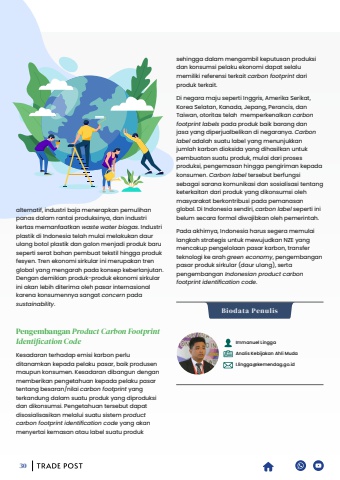 alternatif, industri baja menerapkan pemulihan
panas dalam rantai produksinya, dan industri
kertas memanfaatkan waste water biogas. Industri
plastik di Indonesia telah mulai melakukan daur
ulang botol plastik dan galon menjadi produk baru
seperti serat bahan pembuat tekstil hingga produk
fesyen. Tren ekonomi sirkular ini merupakan tren
global yang mengarah pada konsep keberlanjutan.
Dengan demikian produk-produk ekonomi sirkular
ini akan lebih diterima oleh pasar internasional
karena konsumennya sangat concern pada
sustainability.
Pengembangan Product Carbon Footprint
Identification Code
Kesadaran terhadap emisi karbon perlu
ditanamkan kepada pelaku pasar, baik produsen
maupun konsumen. Kesadaran dibangun dengan
memberikan pengetahuan kepada pelaku pasar
tentang besaran/nilai carbon footprint yang
terkandung dalam suatu produk yang diproduksi
dan dikonsumsi. Pengetahuan tersebut dapat
disosialisasikan melalui suatu sistem product
carbon footprint identification code yang akan
menyertai kemasan atau label suatu produk
sehingga dalam mengambil keputusan produksi
dan konsumsi pelaku ekonomi dapat selalu
memiliki referensi terkait carbon footprint dari
produk terkait.
Di negara maju seperti Inggris, Amerika Serikat,
Korea Selatan, Kanada, Jepang, Perancis, dan
Taiwan, otoritas telah memperkenalkan carbon
footprint labels pada produk baik barang dan
jasa yang diperjualbelikan di negaranya. Carbon
label adalah suatu label yang menunjukkan
jumlah karbon dioksida yang dihasilkan untuk
pembuatan suatu produk, mulai dari proses
produksi, pengemasan hingga pengiriman kepada
konsumen. Carbon label tersebut berfungsi
sebagai sarana komunikasi dan sosialisasi tentang
keterkaitan dari produk yang dikonsumsi oleh
masyarakat berkontribusi pada pemanasan
global. Di Indonesia sendiri, carbon label seperti ini
belum secara formal diwajibkan oleh pemerintah.
Pada akhirnya, Indonesia harus segera memulai
langkah strategis untuk mewujudkan NZE yang
mencakup pengelolaan pasar karbon, transfer
teknologi ke arah green economy, pengembangan
pasar produk sirkular (daur ulang), serta
pengembangan Indonesian product carbon
footprint identification code.
Biodata Penulis
Immanuel Lingga
Analis Kebijakan Ahli Muda
i.lingga@kemendag.go.id
30 | TRADE POST